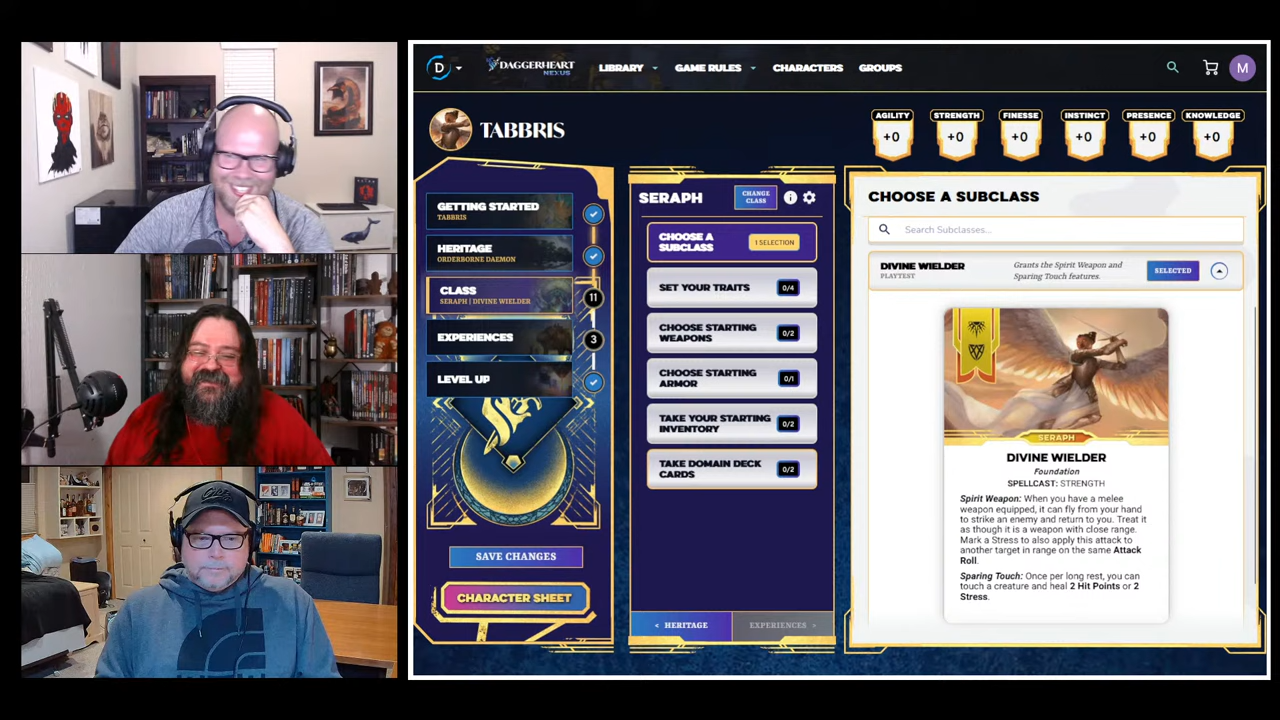 D
DAGGERHEART
NEXUS
LIBRARY
GAME RULES
CHARACTERS
GROUPS
M
TABBRIS
AGILITY
+0
STRENGTH
+0
FINESSE
+0
INSTINCT
+0
PRESENCE
+0
KNOWLEDGE
+0
GETTING STARTED
TABBRIS
HERITAGE
ORDERBORNE DAEMON
CLASS
SERAPH | DIVINE WIELDER
11
EXPERIENCES
3
LEVEL UP
SAVE CHANGES
CHARACTER SHEET
SERAPH
CHANGE
CLASS
CHOOSE A
SUBCLASS
1 SELECTION
SET YOUR TRAITS
0/4
CHOOSE STARTING
WEAPONS
0/2
CHOOSE STARTING
ARMOR
0/1
TAKE YOUR STARTING
INVENTORY
0/2
TAKE DOMAIN DECK
CARDS
0/2
< HERITAGE
EXPERIENCES >
CHOOSE A SUBCLASS
Search Subclasses...
DIVINE WIELDER
PLAYTEST
Grants the Spirit Weapon and
Sparing Touch features.
SELECTED
SERAPH
DIVINE WIELDER
Foundation
SPELLCAST: STRENGTH
Spirit Weapon: When you have a melee
weapon equipped, it can fly from your hand
to strike an enemy and return to you. Treat it
as though it is a weapon with close range.
Mark a Stress to also apply this attack to
another target in range on the same Attack
Roll.
Sparing Touch: Once per long rest, you can
touch a creature and heal 2 Hit Points or 2
Stress.